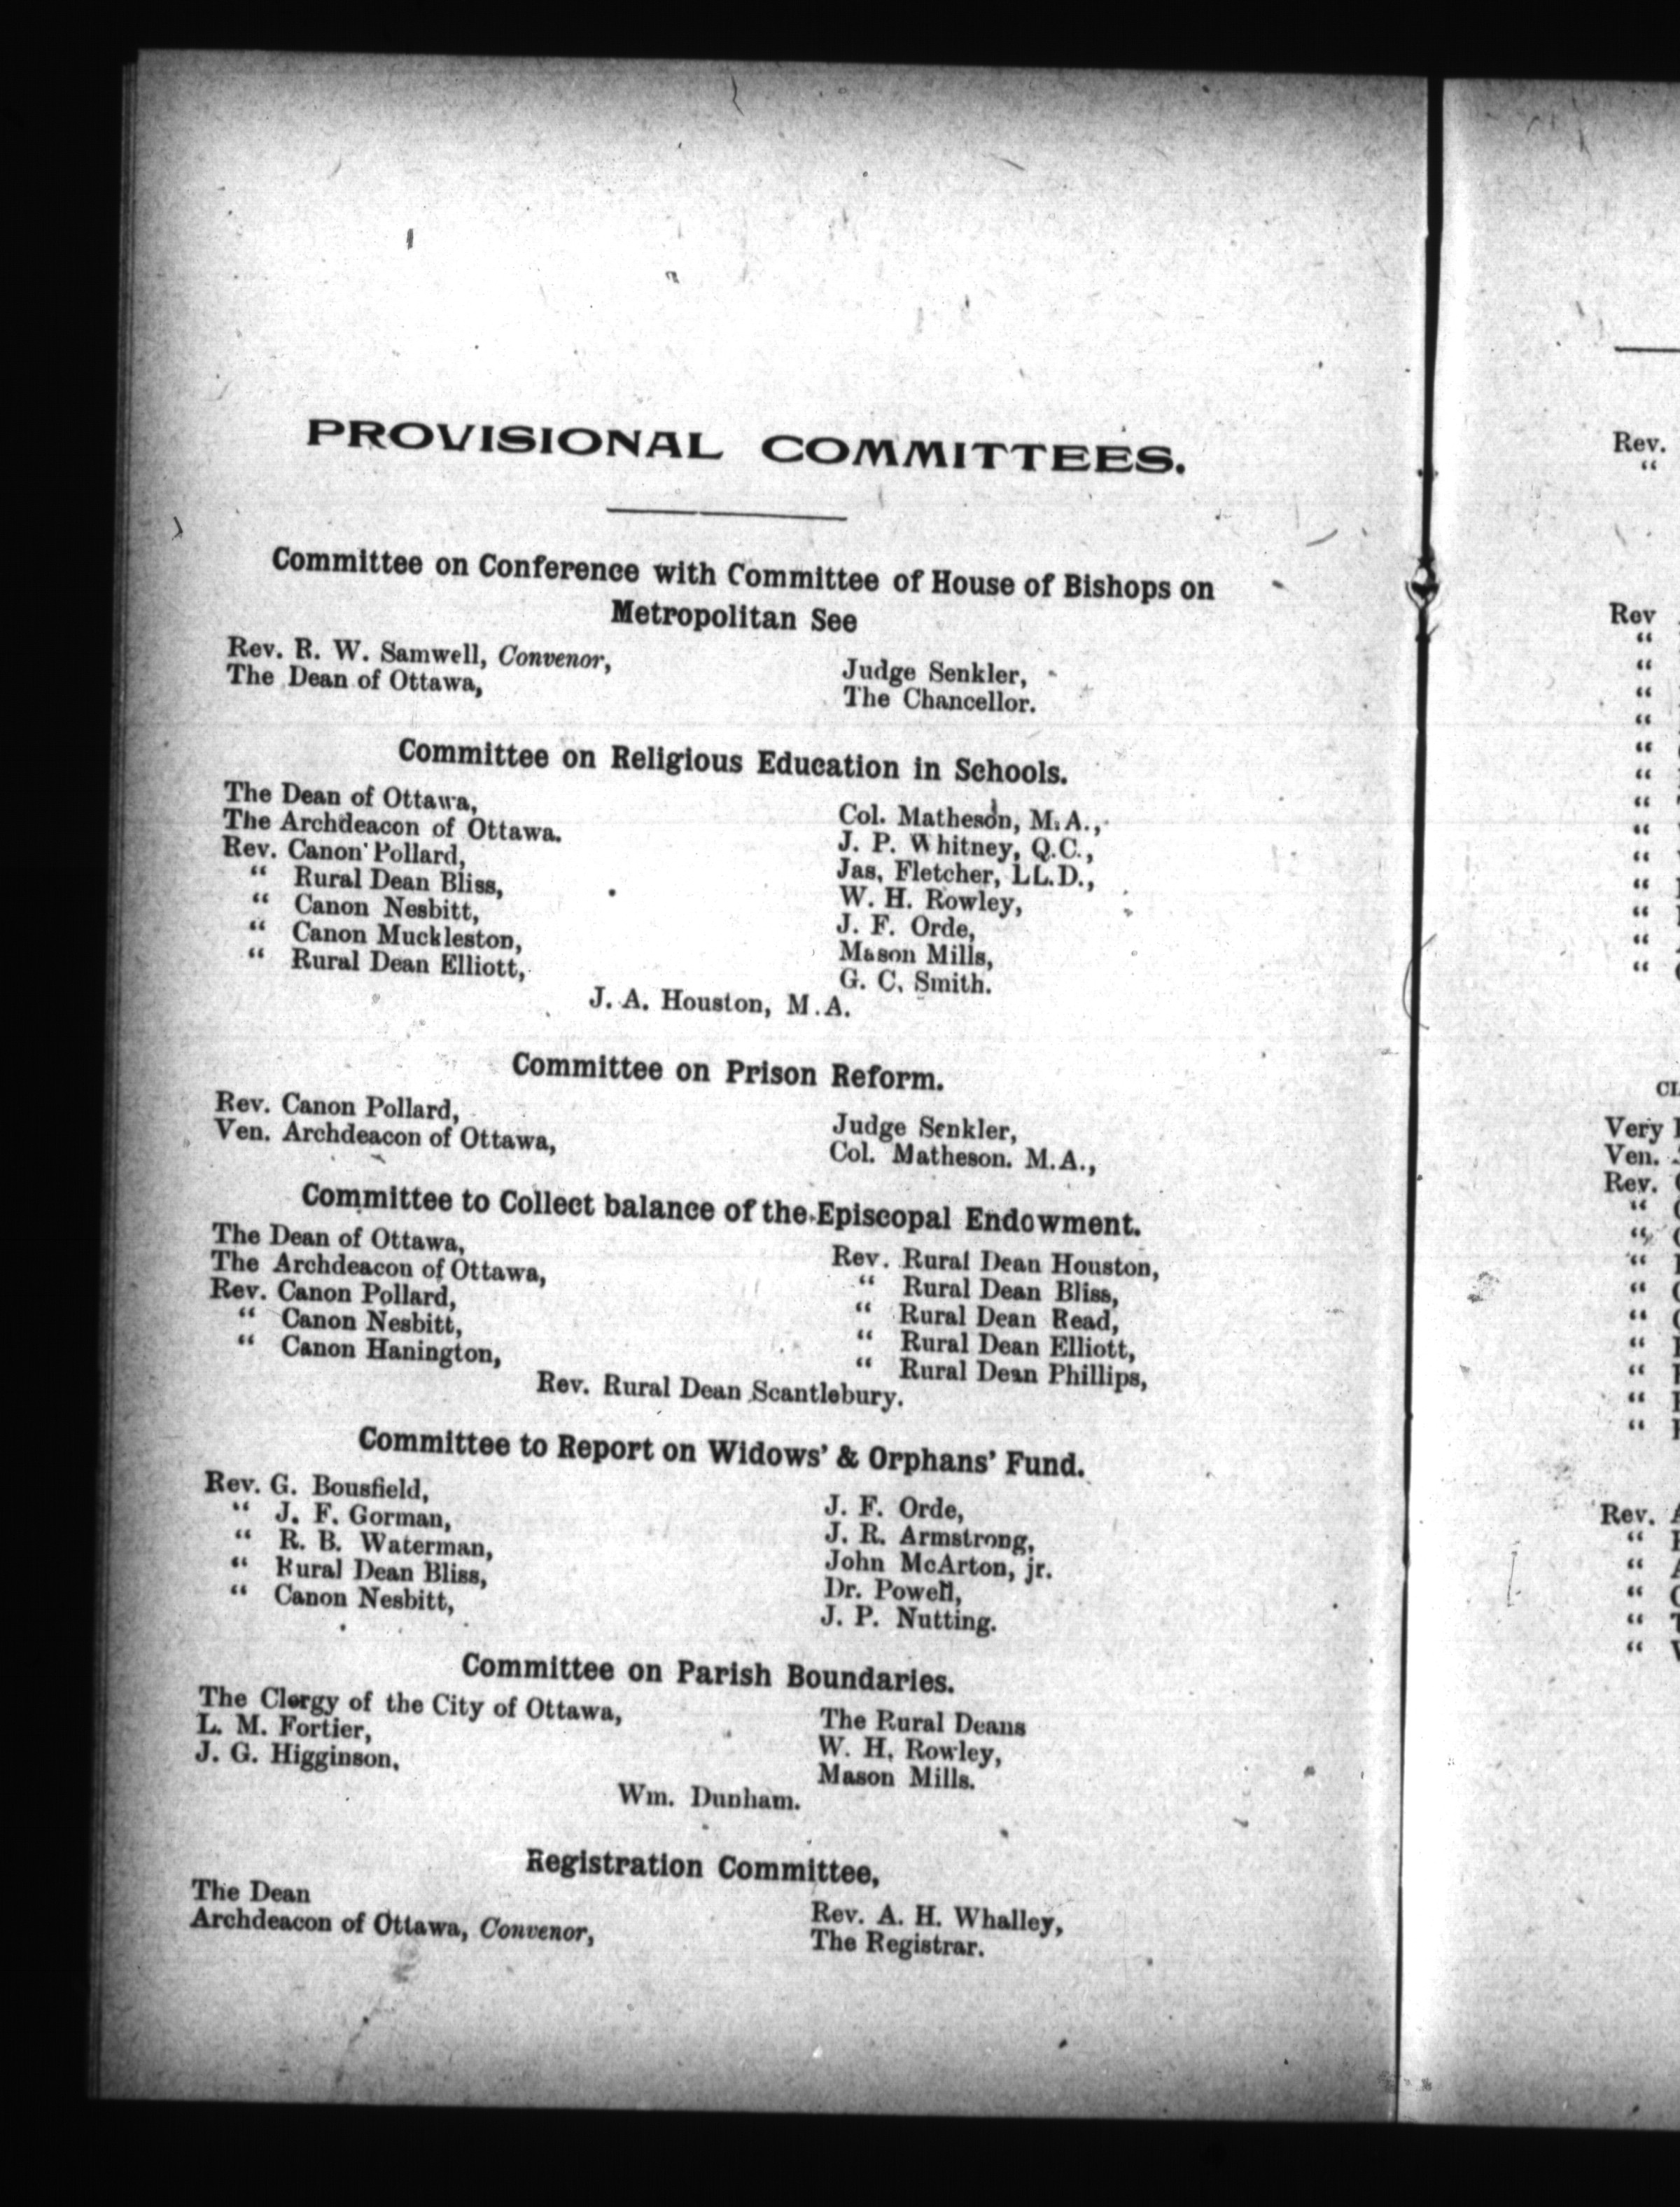 PROVISIONAL COMMITTEES.
Committee on Conference with Committee of House of Bishops on
Metropolitan See
Rev. R. W. Samwell, Convenor,
The Dean of Ottawa,
Judge Senkler,
The Chancellor.
Committee on Religious Education in Schools.
The Dean of Ottawa,
The Archdeacon of Ottawa.
Rev. Canon Pollard,
“ Rural Dean Bliss,
“ Canon Nesbitt,
“ Canon Muckleston,
“ Rural Dean Elliott,
Col. Matheson, M.A.,
J. P. Whitney, Q.C.,
Jas, Fletcher, LL.D.,
W. H. Rowley,
J. F. Orde,
Mason Mills,
G. C. Smith.
J. A. Houston, M.A.
Committee on Prison Reform.
Rev. Canon Pollard,
Ven. Archdeacon of Ottawa,
Judge Senkler,
Col. Matheson. M.A.,
Committee to Collect balance of the Episcopal Endowment.
The Dean of Ottawa,
The Archdeacon of Ottawa,
Rev. Canon Pollard,
“ Canon Nesbitt,
“ Canon Hanington,
Rev. Rural Dean Houston,
“ Rural Dean Bliss,
“ Rural Dean Read,
“ Rural Dean Elliott,
“ Rural Dean Phillips,
Rev. Rural Dean Scantlebury.
Committee to Report on Widows’ & Orphans’ Fund.
Rev. G. Bousfield,
“ J. F. Gorman,
“ R. B. Waterman,
“ Rural Dean Bliss,
“ Canon Nesbitt,
J. F. Orde,
J. R. Armstrong,
John McArton, jr.
Dr. Powell,
J. P. Nutting.
Committee on Parish Boundaries.
The Clergy of the City of Ottawa,
L. M. Fortier,
J. G. Higginson,
The Rural Deans
W. H. Rowley,
Mason Mills.
Wm. Dunham.
Registration Committee,
The Dean
Archdeacon of Ottawa, Convenor,
Rev. A. H. Whalley,
The Registrar.
Rev.
“
Rev
“
“
“
“
“
“
“
“
“
“
“
“
“
Very
Ven.
Rev.
“
“
“
“
“
“
“
“
“
Rev.
“
“
“
“
“